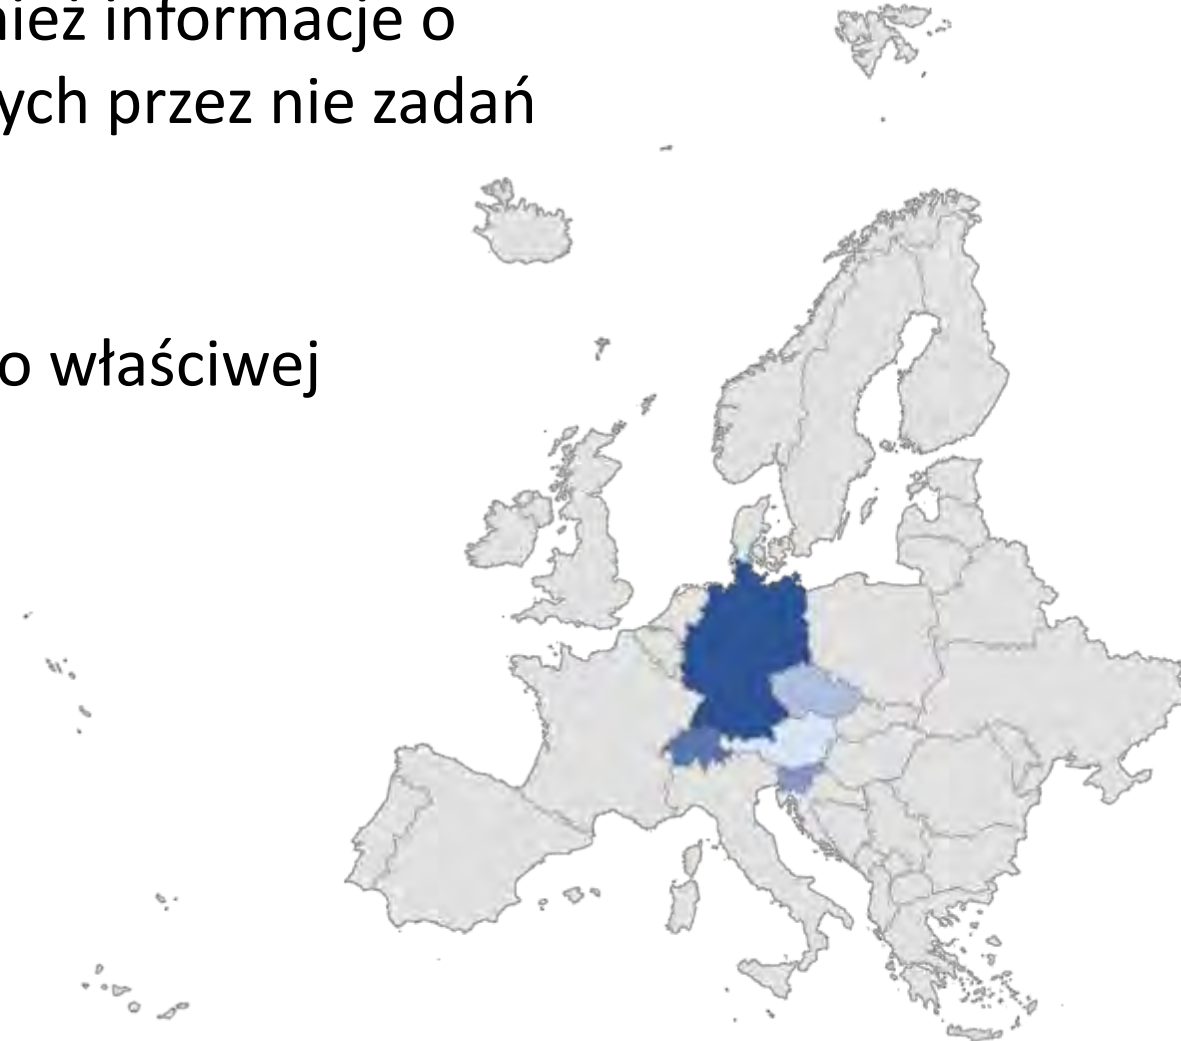 nież informacje o
ych przez nie zadań
o właściwej